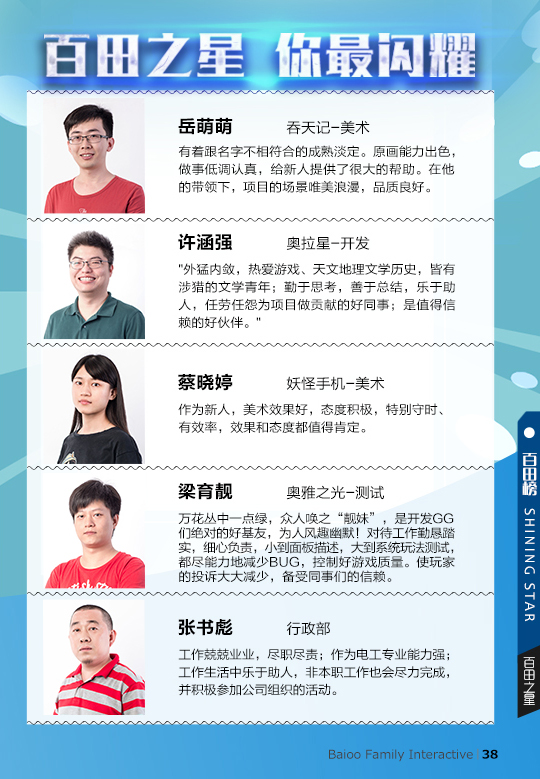 百田之星 你最闪耀
岳萌萌 吞天记-美术
有着跟名字不相符合的成熟淡定。原画能力出色，
做事低调认真，给新人提供了很大的帮助。在他
的带领下，项目的场景唯美浪漫，品质良好。
许涵强 奥拉星-开发
"外猛内敛，热爱游戏、天文地理文学历史，皆有
涉猎的文学青年；勤于思考，善于总结，乐于助
人，任劳任怨为项目做贡献的好同事；是值得信
赖的好伙伴。"
蔡晓婷 妖怪手机-美术
作为新人，美术效果好，态度积极，特别守时、
有效率，效果和态度都值得肯定。
梁育靓 奥雅之光-测试
万花丛中一点绿，众人唤之“靓妹”，是开发GG
们绝对的好基友，为人风趣幽默！对待工作勤恳踏
实，细心负责，小到面板描述，大到系统玩法测试，
都尽能力地减少BUG，控制好游戏质量。使玩家
的投诉大大减少，备受同事们的信赖。
张书彪 行政部
工作兢兢业业，尽职尽责；作为电工专业能力强；
工作生活中乐于助人，非本职工作也会尽力完成，
并积极参加公司组织的活动。
百田榜 SHINING STAR
百田之星
Baioo Family Interactive 38